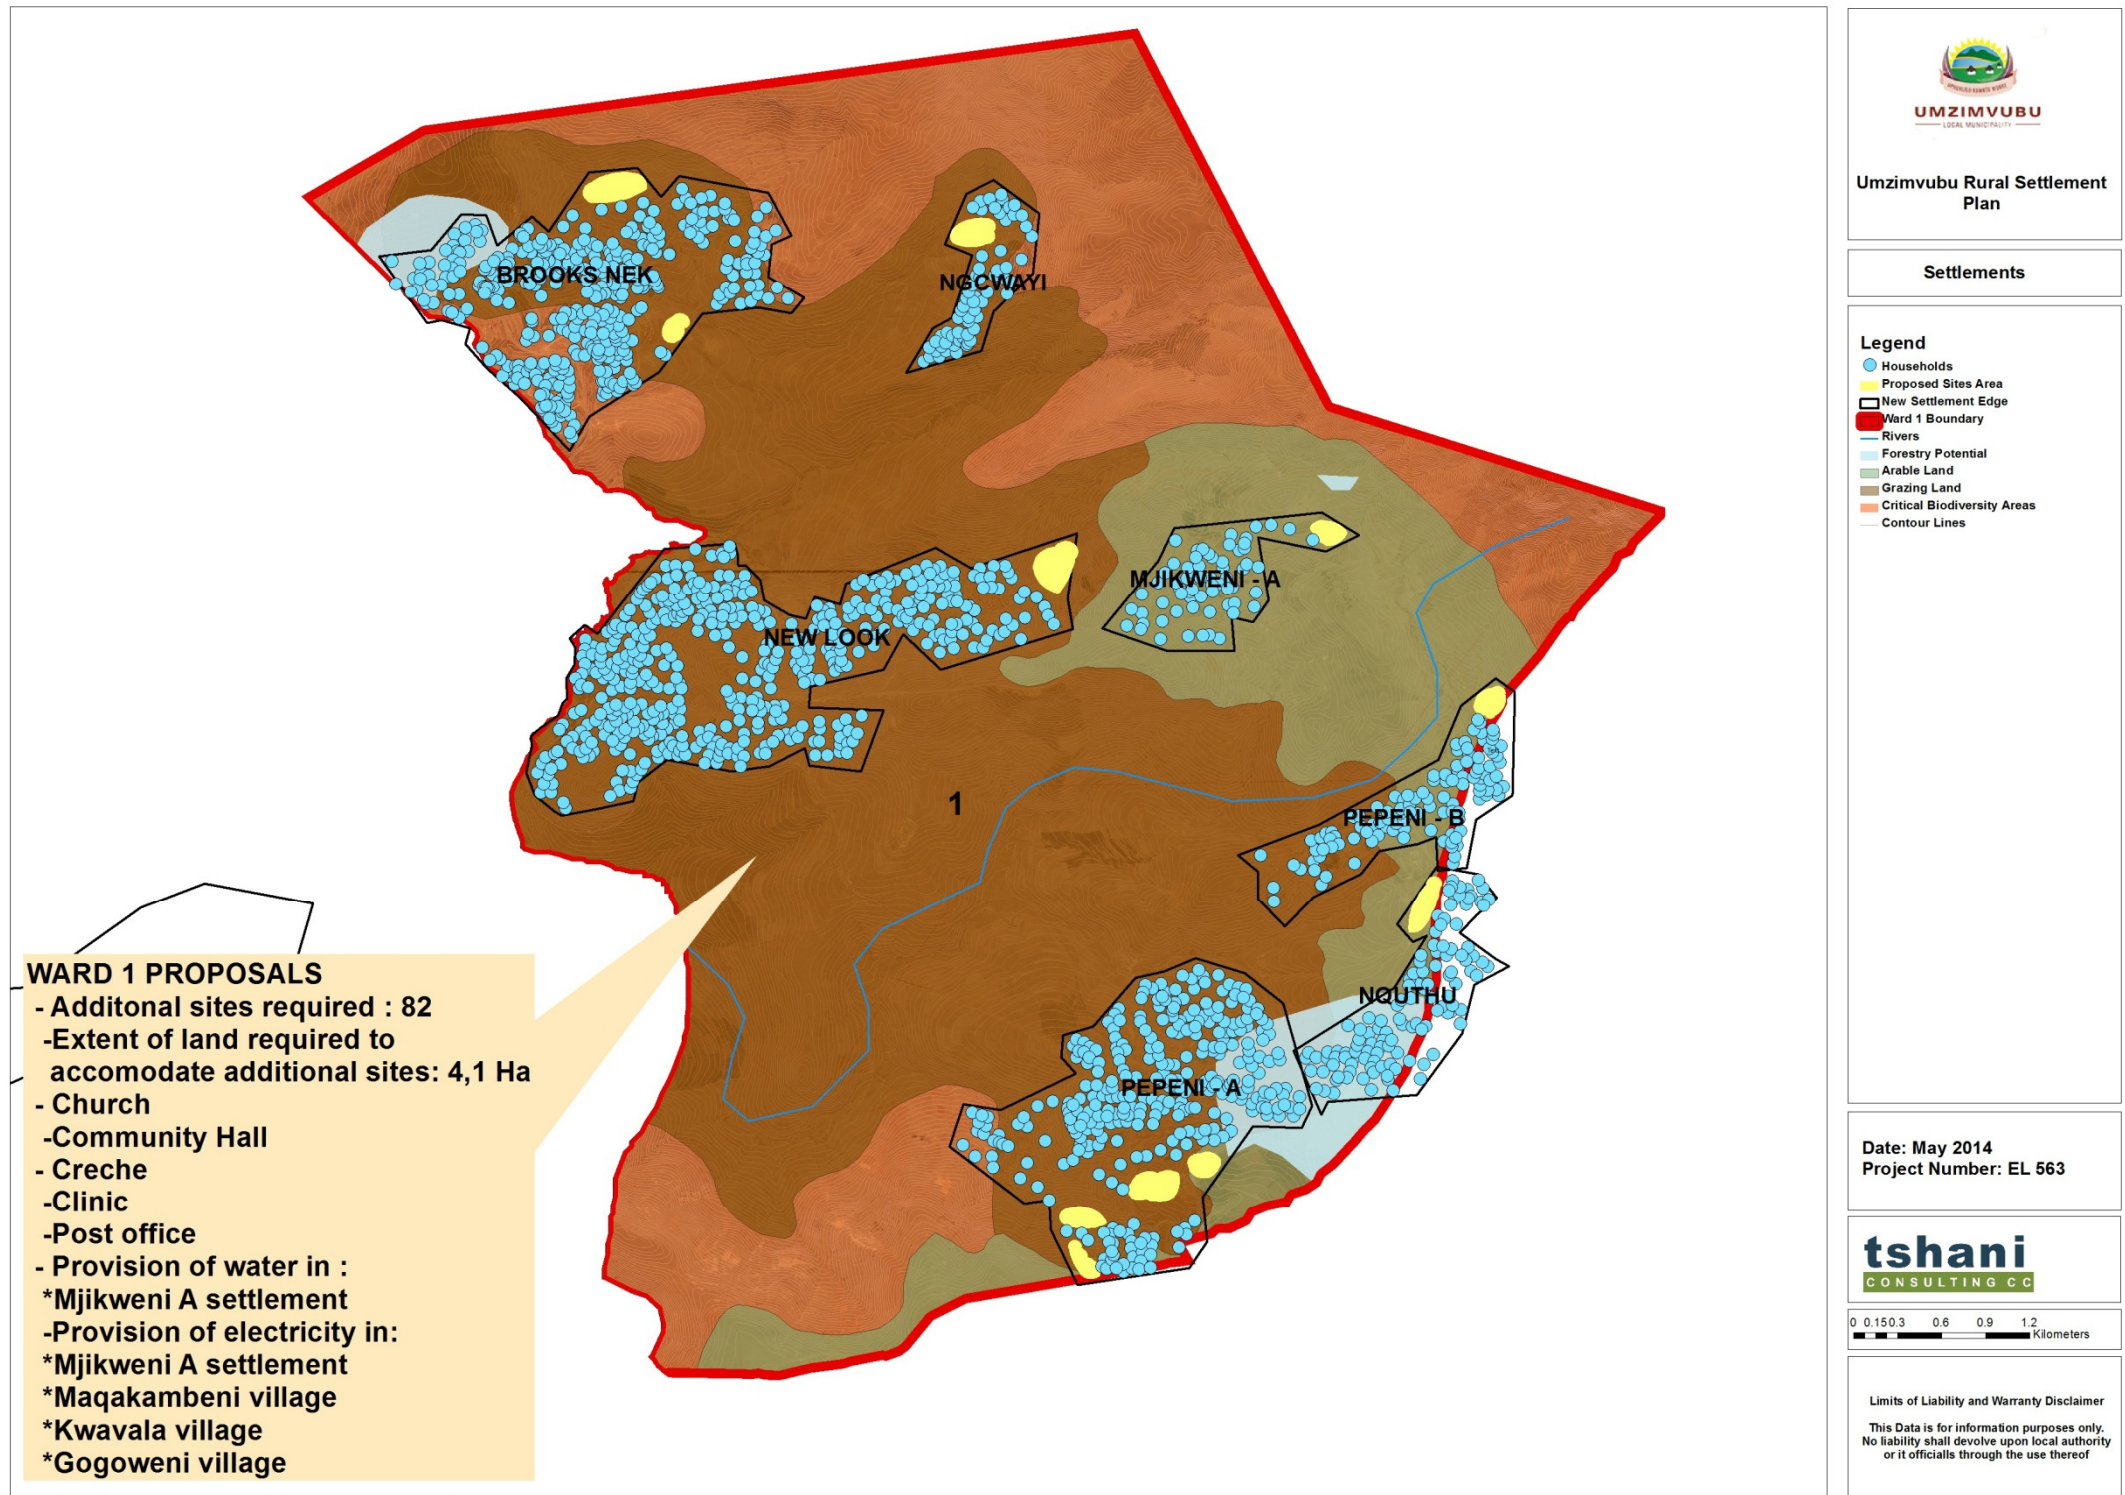 BROOKS NEK
NGCWAYI
MJIKWENI - A
NEW LOOK
1
PEPENI - B
NQUTHU
PEPENI - A
WARD 1 PROPOSALS
- Additonal sites required : 82
-Extent of land required to
accomodate additional sites: 4,1 Ha
- Church
-Community Hall
- Creche
-Clinic
-Post office
- Provision of water in :
*Mjikweni A settlement
-Provision of electricity in:
*Mjikweni A settlement
*Maqakambeni village
*Kwavala village
*Gogoweni village
UMZIMVUBU
LOCAL MUNICIPALITY
Umzimvubu Rural Settlement
Plan
Settlements
Legend
Households
Proposed Sites Area
New Settlement Edge
Ward 1 Boundary
Rivers
Forestry Potential
Arable Land
Grazing Land
Critical Biodiversity Areas
Contour Lines
Date: May 2014
Project Number: EL 563
tshani
CONSULTING CC
0 0.150.3 0.6 0.9 1.2
Kilometers
Limits of Liability and Warranty Disclaimer
This Data is for information purposes only.
No liability shall devolve upon local authority
or it officialls through the use thereof